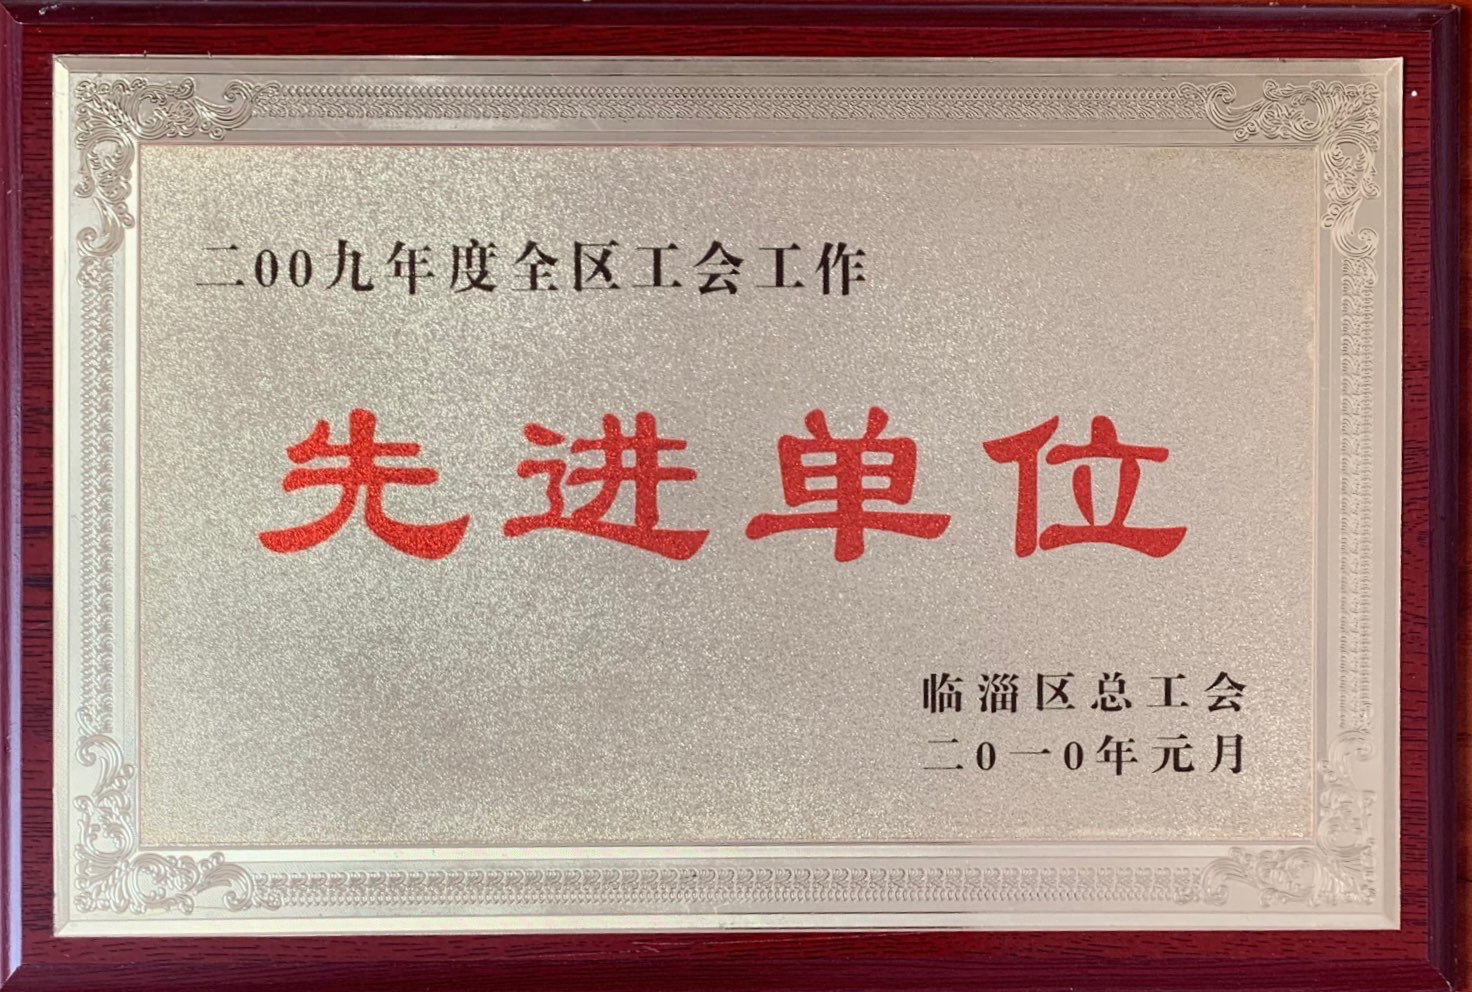 二00九年度全区工会工作
先进单位
临淄区总工会
二0一0年元月